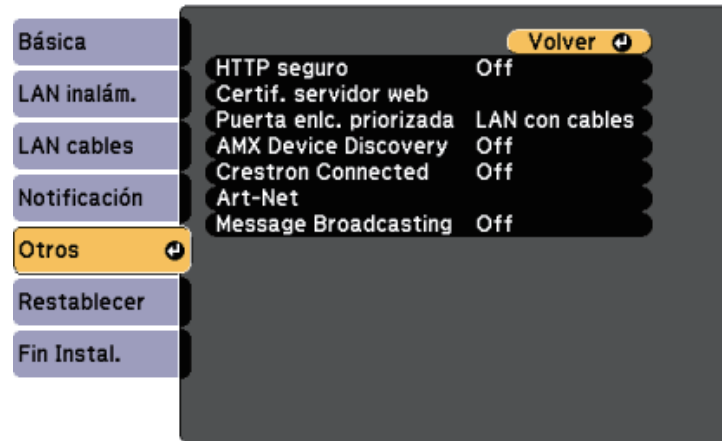 Básica
LAN inalám.
LAN cables
Notificación
Otros
Restablecer
Fin Instal.
Volver
HTTP seguro Off
Certif. servidor web
Puerta enlc. priorizada LAN con cables
AMX Device Discovery Off
Crestron Connected Off
Art-Net
Message Broadcasting Off